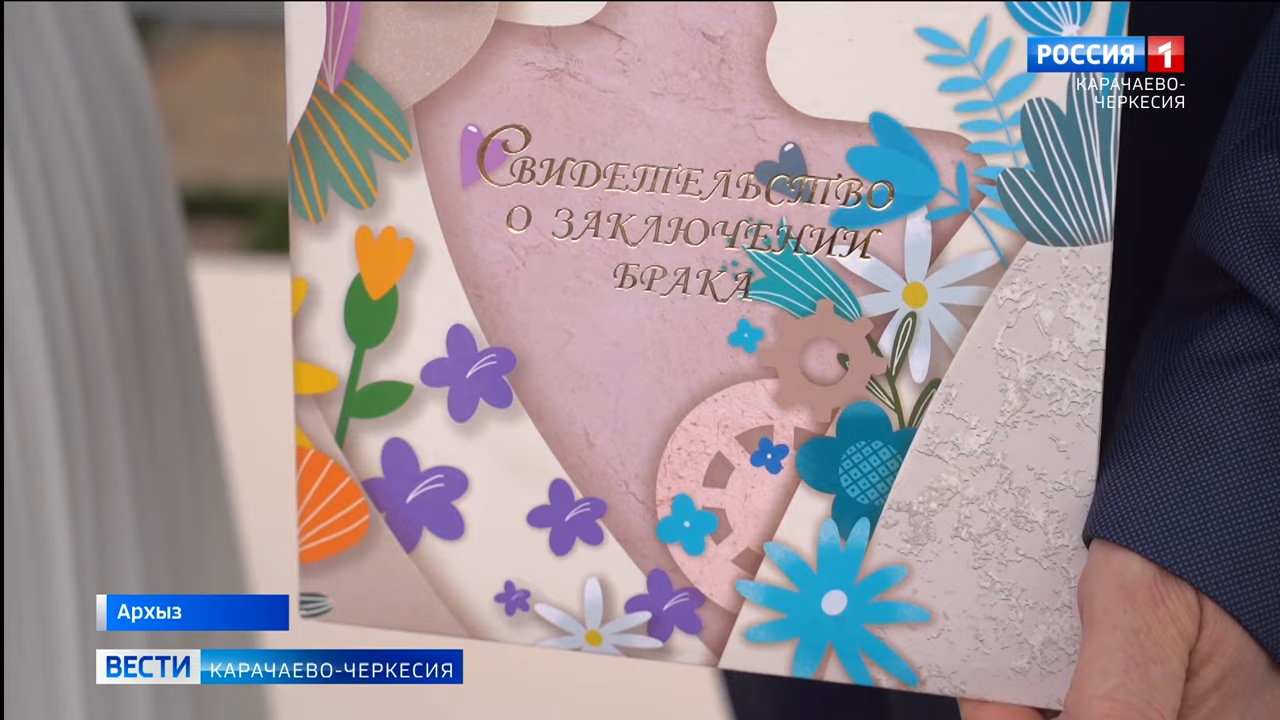 РОССИЯ 1
КАРАЧАЕВО-
ЧЕРКЕСИЯ
Свидетельство
о заключении
брака
Архыз
ВЕСТИ КАРАЧАЕВО-ЧЕРКЕСИЯ